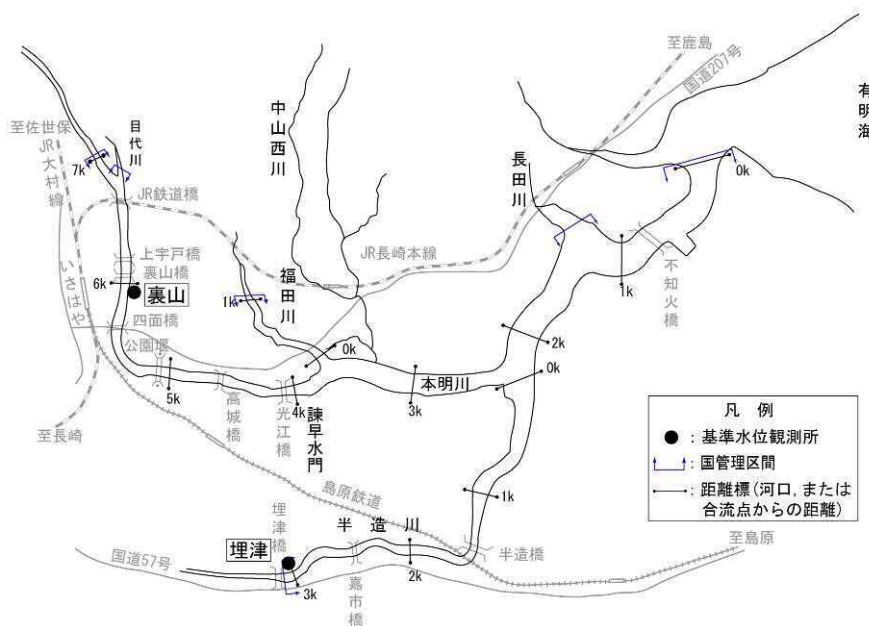 至鹿島
国道207号
有明海
中山西川
目代川
至佐世保
JR大村線
7k
長田川
0k
JR鉄道橋
上宇戸橋
裏山橋
6k
裏山
いさはや
四面橋
公園堰
JR長崎本線
福田川
1k
不知火橋
1k
2k
0k
0k
本明川
5k
高城橋
4k
光江橋
諫早水門
3k
至長崎
島原鉄道
1k
半造川
埋津橋
埋津
国道57号
3k
嘉市橋
2k
半造橋
至島原
凡例
:基準水位観測所
:国管理区間
:距離標(河口,または
合流点からの距離)